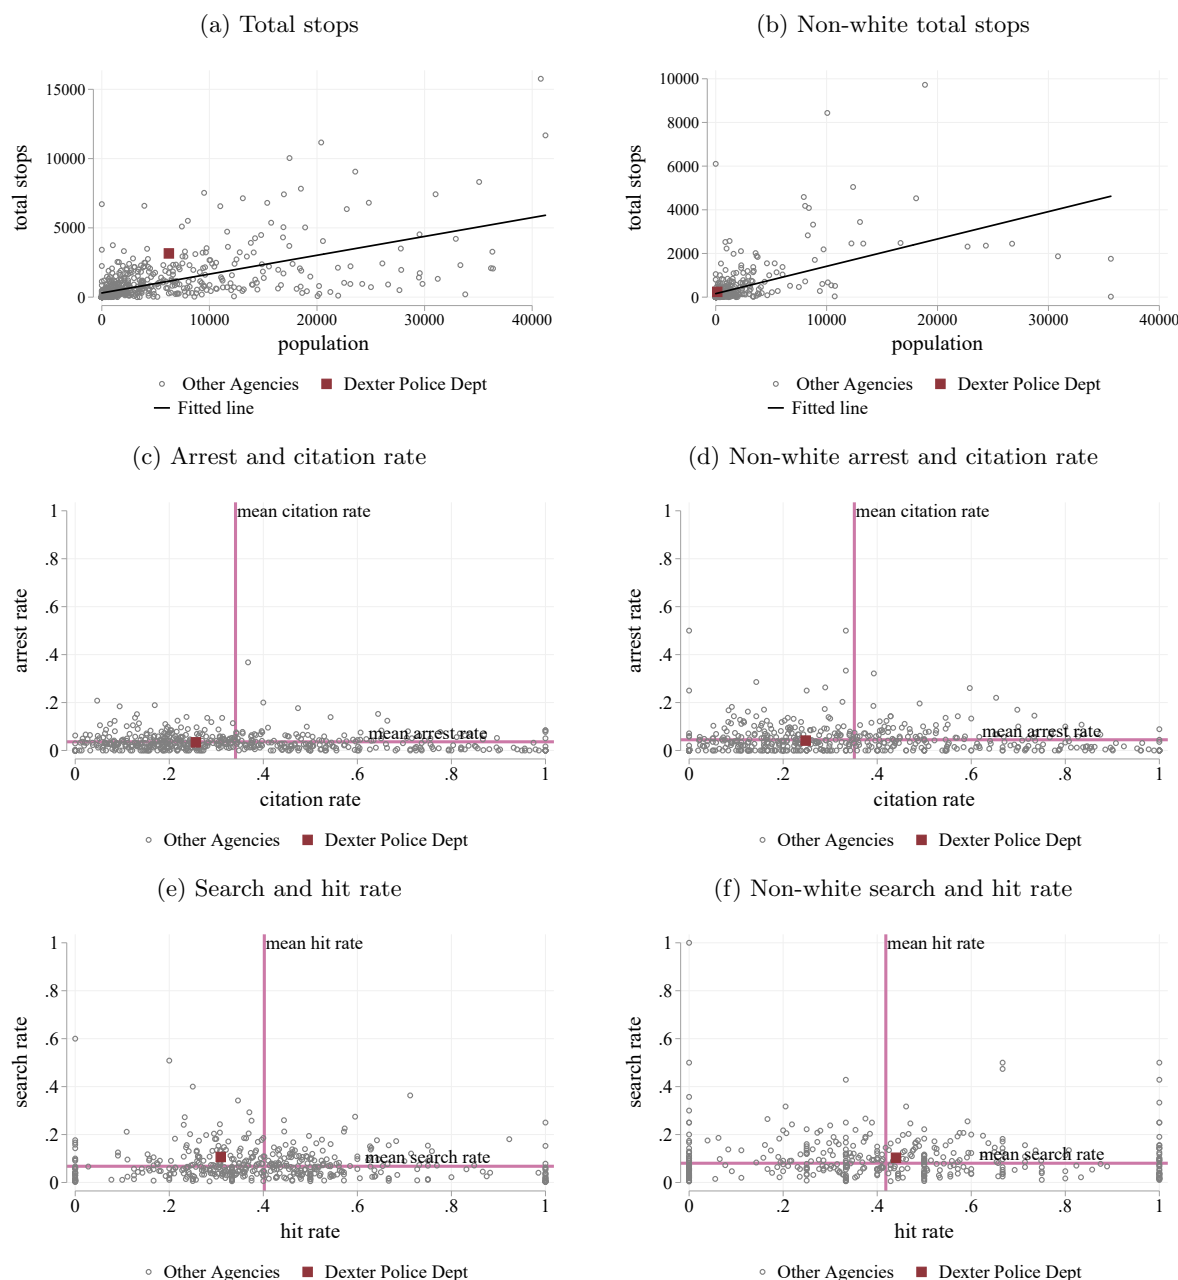 (a) Total stops
(b) Non-white total stops
total stops
15000
10000
5000
0
0 10000 20000 30000 40000
population
Other Agencies Dexter Police Dept
Fitted line
total stops
10000
8000
6000
4000
2000
0
0 10000 20000 30000 40000
population
Other Agencies Dexter Police Dept
Fitted line
(c) Arrest and citation rate
(d) Non-white arrest and citation rate
arrest rate
1
.8
.6
.4
.2
0
mean citation rate
mean arrest rate
0 .2 .4 .6 .8 1
citation rate
Other Agencies Dexter Police Dept
arrest rate
1
.8
.6
.4
.2
0
mean citation rate
mean arrest rate
0 .2 .4 .6 .8 1
citation rate
Other Agencies Dexter Police Dept
(e) Search and hit rate
(f) Non-white search and hit rate
search rate
1
.8
.6
.4
.2
0
mean hit rate
mean search rate
0 .2 .4 .6 .8 1
hit rate
Other Agencies Dexter Police Dept
search rate
1
.8
.6
.4
.2
0
mean hit rate
mean search rate
0 .2 .4 .6 .8 1
hit rate
Other Agencies Dexter Police Dept